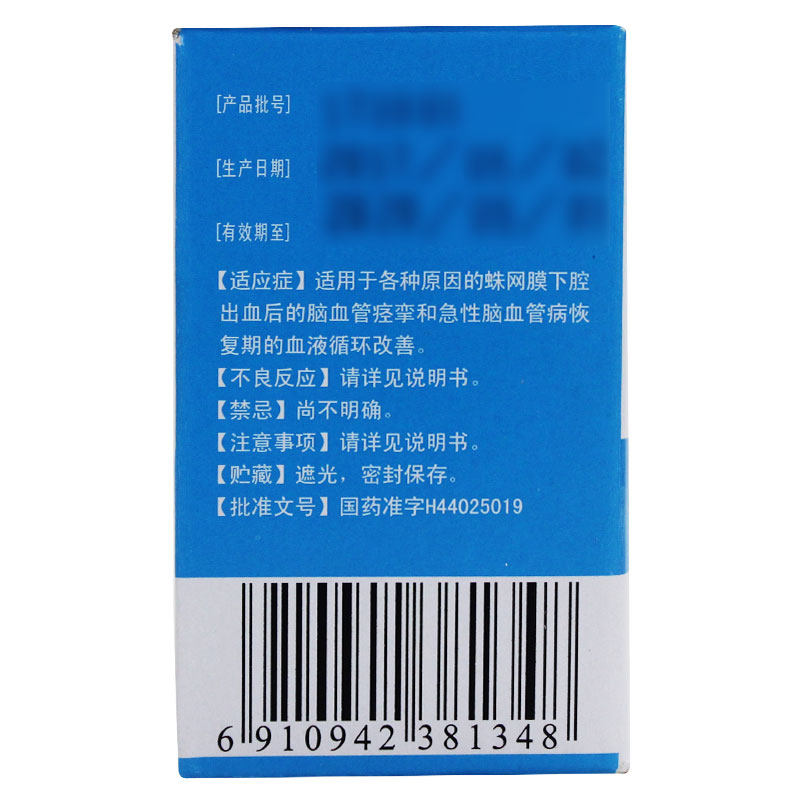 [产品批号]
[生产日期]
[有效期至]
【适应症】适用于各种原因的蛛网膜下腔
出血后的脑血管痉挛和急性脑血管病恢
复期的血液循环改善。
【不良反应】请详见说明书。
【禁忌】尚不明确。
【注意事项】请详见说明书。
【贮藏】遮光，密封保存。
【批准文号】国药准字H44025019
6 910942 381348